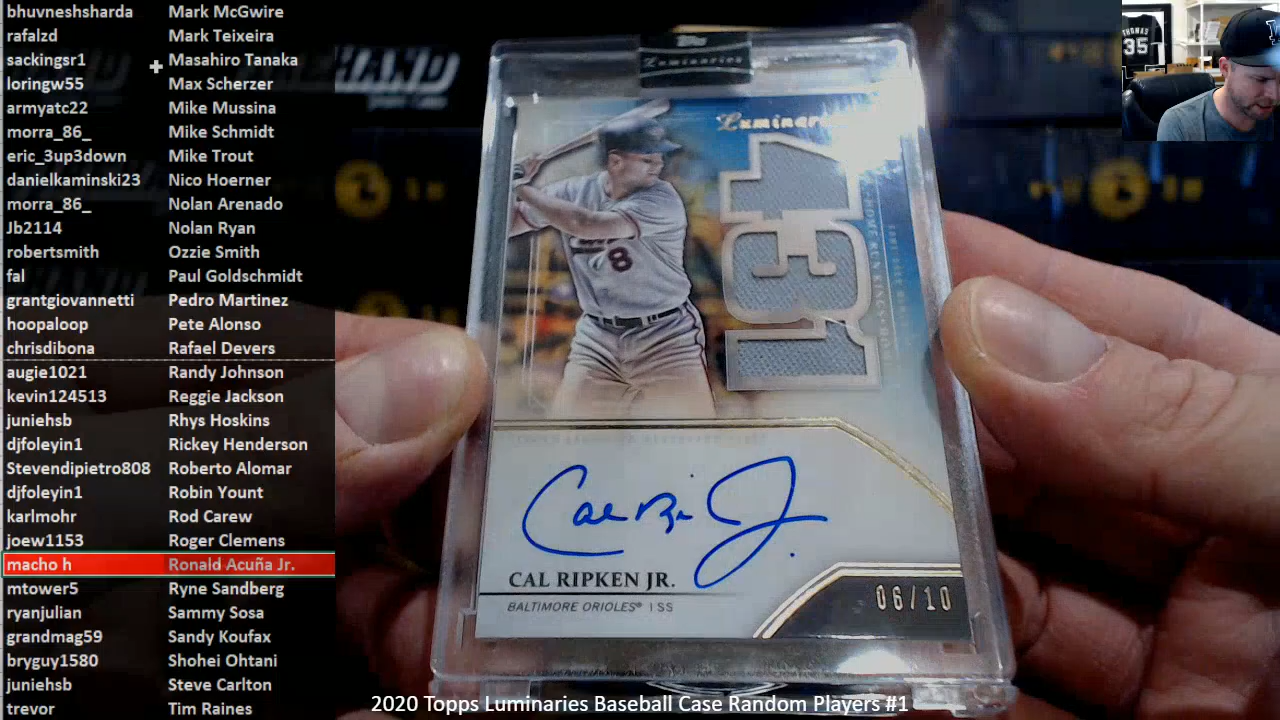 bhuvneshsharda Mark McGwire
rafalzd Mark Teixeira
sackingsr1 Masahiro Tanaka
loringw55 Max Scherzer
armyatc22 Mike Mussina
morra_86_ Mike Schmidt
eric_3up3down Mike Trout
danielkaminski23 Nico Hoerner
morra_86_ Nolan Arenado
Jb2114 Nolan Ryan
robertsmith Ozzie Smith
fal Paul Goldschmidt
grantgiovannetti Pedro Martinez
hoopaloop Pete Alonso
chrisdibona Rafael Devers
augie1021 Randy Johnson
kevin124513 Reggie Jackson
juniehsb Rhys Hoskins
djfoleyin1 Rickey Henderson
Stevendipietro808 Roberto Alomar
djfoleyin1 Robin Yount
karlmohr Rod Carew
joew1153 Roger Clemens
macho h Ronald Acuña Jr.
mtower5 Ryne Sandberg
ryanjulian Sammy Sosa
grandmag59 Sandy Koufax
bryguy1580 Shohei Ohtani
juniehsb Steve Carlton
trevor Tim Raines
Topps
Luminaries
Luminaries
431
HOME RUN KINGS
8
CAL RIPKEN JR.
BALTIMORE ORIOLES® | SS
06/10
THOMAS
35
2020 Topps Luminaries Baseball Case Random Players #1